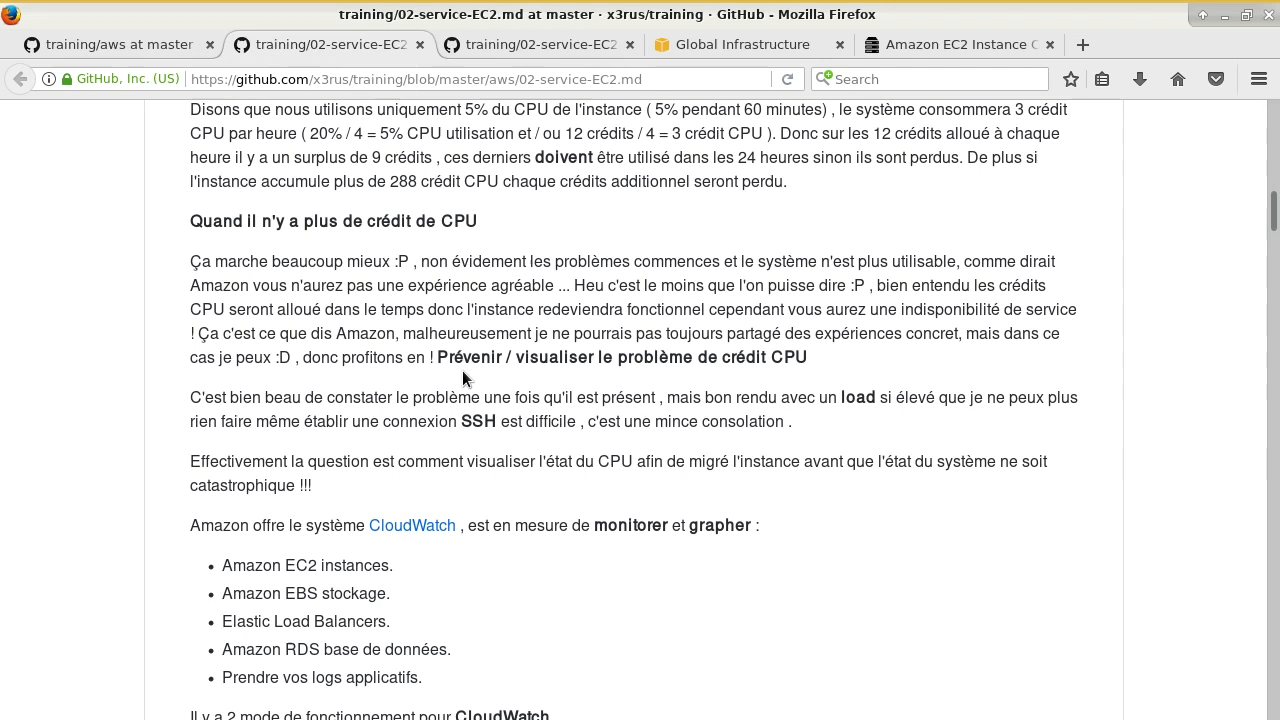 training/02-service-EC2.md at master · x3rus/training · GitHub - Mozilla Firefox
training/aws at master
training/02-service-EC2
training/02-service-EC2
Global Infrastructure
Amazon EC2 Instance C
GitHub, Inc. (US)
https://github.com/x3rus/training/blob/master/aws/02-service-EC2.md
Search
Disons que nous utilisons uniquement 5% du CPU de l'instance ( 5% pendant 60 minutes) , le système consommera 3 crédit
CPU par heure ( 20% / 4 = 5% CPU utilisation et / ou 12 crédits / 4 = 3 crédit CPU ). Donc sur les 12 crédits alloué à chaque
heure il y a un surplus de 9 crédits , ces derniers doivent être utilisé dans les 24 heures sinon ils sont perdus. De plus si
l'instance accumule plus de 288 crédit CPU chaque crédits additionnel seront perdu.
Quand il n'y a plus de crédit de CPU
Ça marche beaucoup mieux :P , non évidement les problèmes commences et le système n'est plus utilisable, comme dirait
Amazon vous n'aurez pas une expérience agréable ... Heu c'est le moins que l'on puisse dire :P , bien entendu les crédits
CPU seront alloué dans le temps donc l'instance redeviendra fonctionnel cependant vous aurez une indisponibilité de service
! Ça c'est ce que dis Amazon, malheureusement je ne pourrais pas toujours partagé des expériences concret, mais dans ce
cas je peux :D , donc profitons en ! Prévenir / visualiser le problème de crédit CPU
C'est bien beau de constater le problème une fois qu'il est présent , mais bon rendu avec un load si élevé que je ne peux plus
rien faire même établir une connexion SSH est difficile , c'est une mince consolation .
Effectivement la question est comment visualiser l'état du CPU afin de migré l'instance avant que l'état du système ne soit
catastrophique !!!
Amazon offre le système CloudWatch , est en mesure de monitorer et grapher :
• Amazon EC2 instances.
• Amazon EBS stockage.
• Elastic Load Balancers.
• Amazon RDS base de données.
• Prendre vos logs applicatifs.
Il y a 2 mode de fonctionnement pour CloudWatch